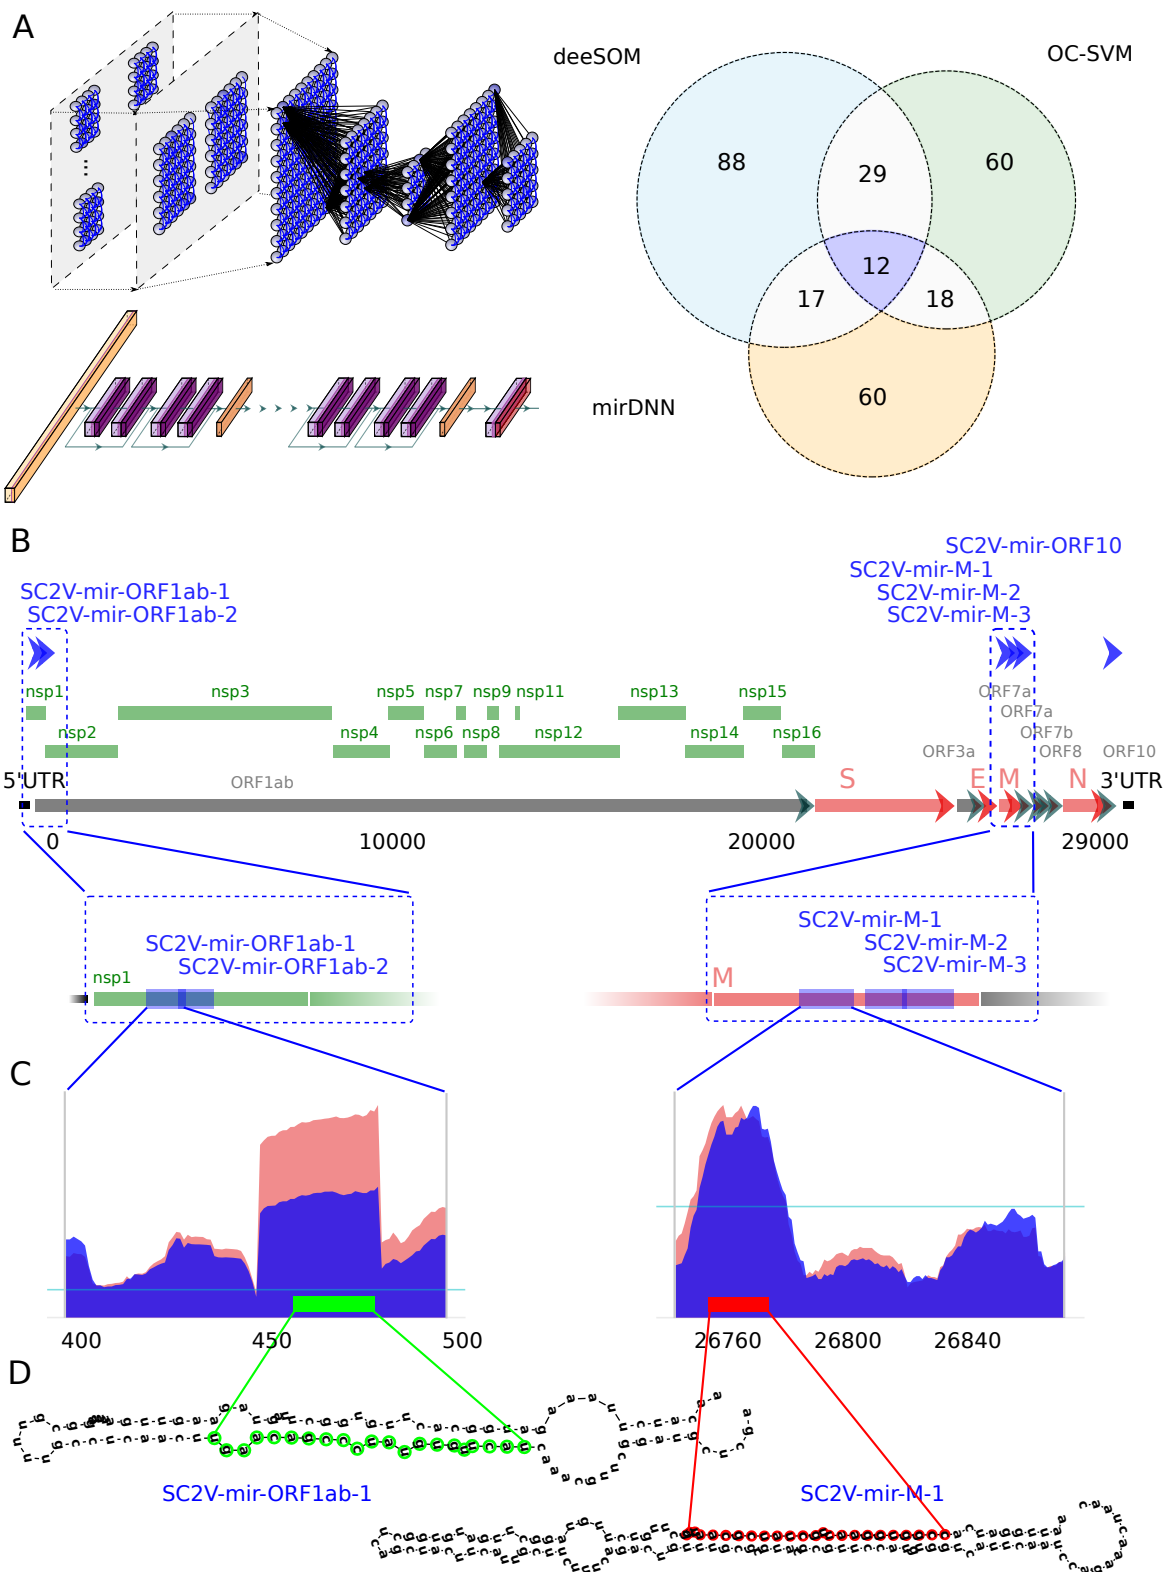 A
deeSOM
OC-SVM
88
29
60
12
17
18
60
mirDNN
B
SC2V-mir-ORF10
SC2V-mir-M-1
SC2V-mir-ORF1ab-1
SC2V-mir-M-2
SC2V-mir-ORF1ab-2
SC2V-mir-M-3
nsp1 nsp3 nsp5 nsp7 nsp9 nsp11 nsp13 nsp15 ORF7a
ORF7a
nsp2 nsp4 nsp6 nsp8 nsp12 nsp14 nsp16 ORF7b
ORF3a ORF8 ORF10
5'UTR ORF1ab S E M N 3'UTR
0 10000 20000 29000
SC2V-mir-ORF1ab-1
SC2V-mir-ORF1ab-2
nsp1
SC2V-mir-M-1
SC2V-mir-M-2
SC2V-mir-M-3
M
C
400 450 500
26760 26800 26840
D
SC2V-mir-ORF1ab-1
SC2V-mir-M-1